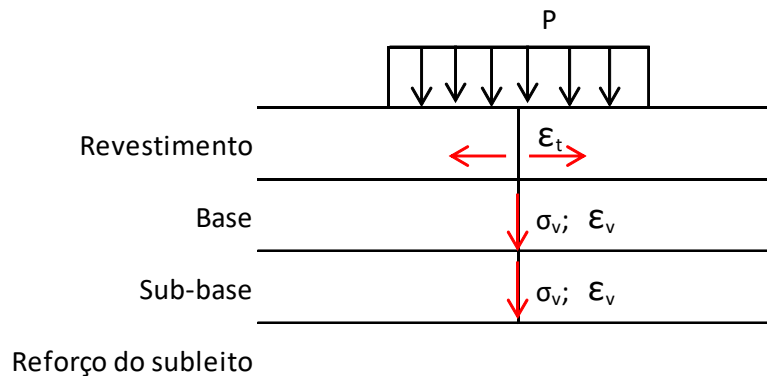 P
Revestimento
εt
Base
σv; εv
Sub-base
σv; εv
Reforço do subleito